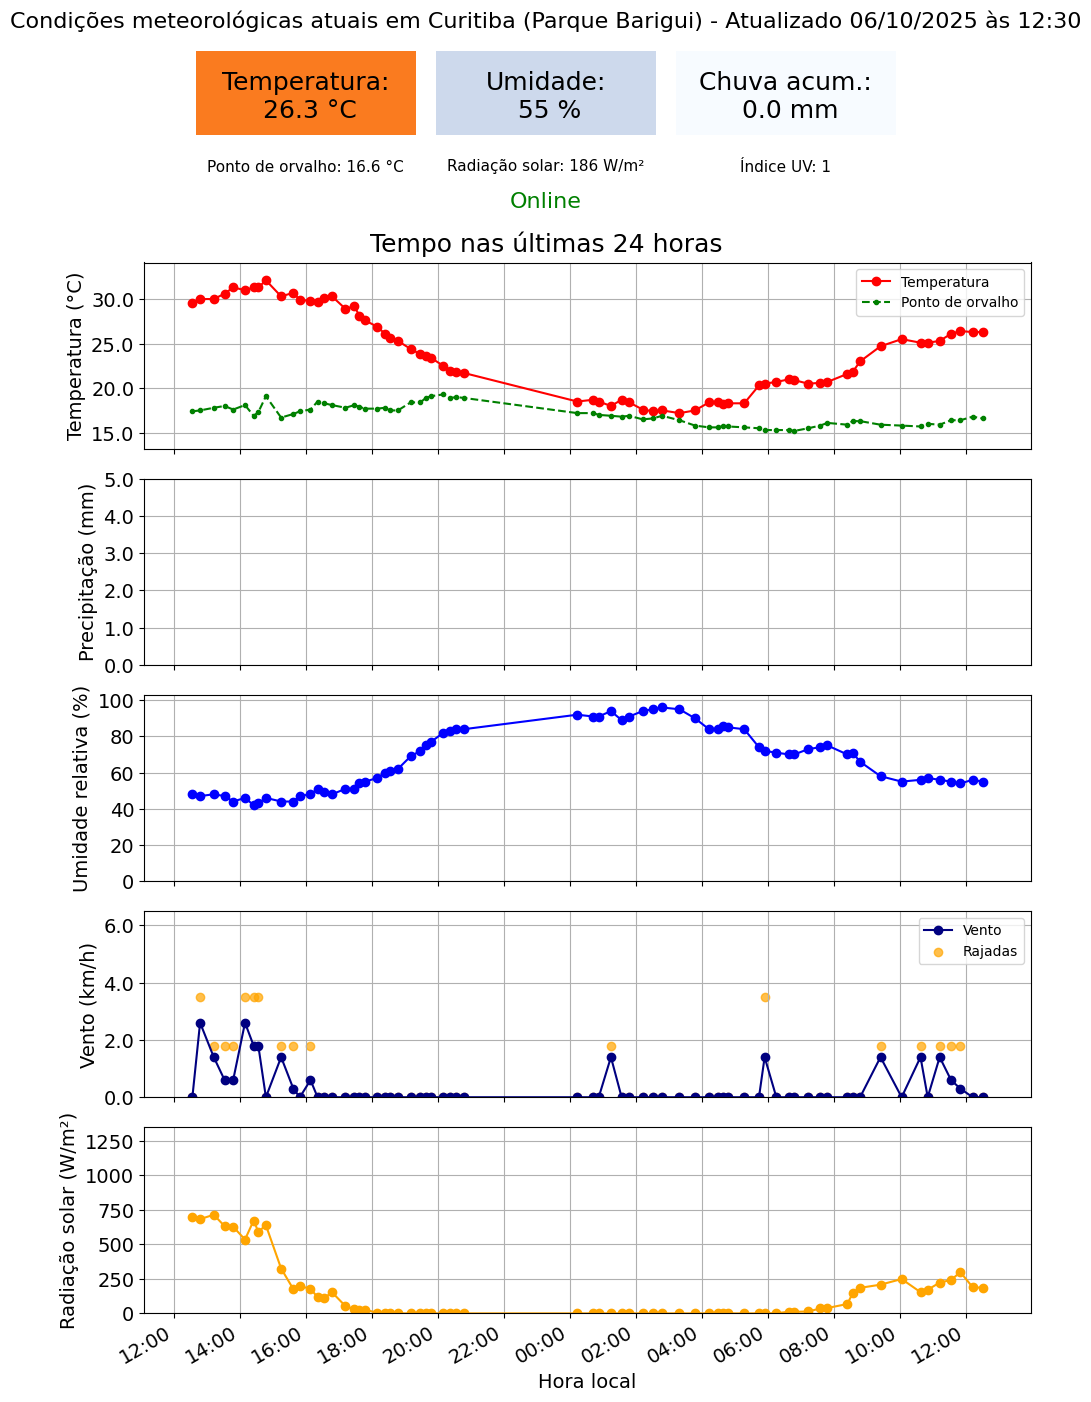 Condições meteorológicas atuais em Curitiba (Parque Barigui) - Atualizado 06/10/2025 às 12:30
Temperatura:
26.3 °C
Umidade:
55 %
Chuva acum.:
0.0 mm
Ponto de orvalho: 16.6 °C
Radiação solar: 186 W/m²
Índice UV: 1
Online
Tempo nas últimas 24 horas
Temperatura (°C)
30.0
25.0
20.0
15.0
Temperatura
Ponto de orvalho
Precipitação (mm)
5.0
4.0
3.0
2.0
1.0
0.0
Umidade relativa (%)
100
80
60
40
20
0
Vento (km/h)
6.0
4.0
2.0
0.0
Vento
Rajadas
Radiação solar (W/m²)
1250
1000
750
500
250
0
12:00
14:00
16:00
18:00
20:00
22:00
00:00
02:00
04:00
06:00
08:00
10:00
12:00
Hora local